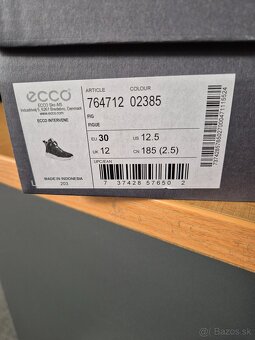 ecco
ECCO Sko A/S
Industrivej 5, 6261 Bredebro, Denmark
www.ecco.com
ECCO INTERVENE
MADE IN INDONESIA
203
ARTICLE COLOUR
764712 02385
FIG
FIGUE
EU 30 US 12.5
UK 12 CN 185 (2.5)
UPC/EAN
7 37428 57650 2
bazos.sk